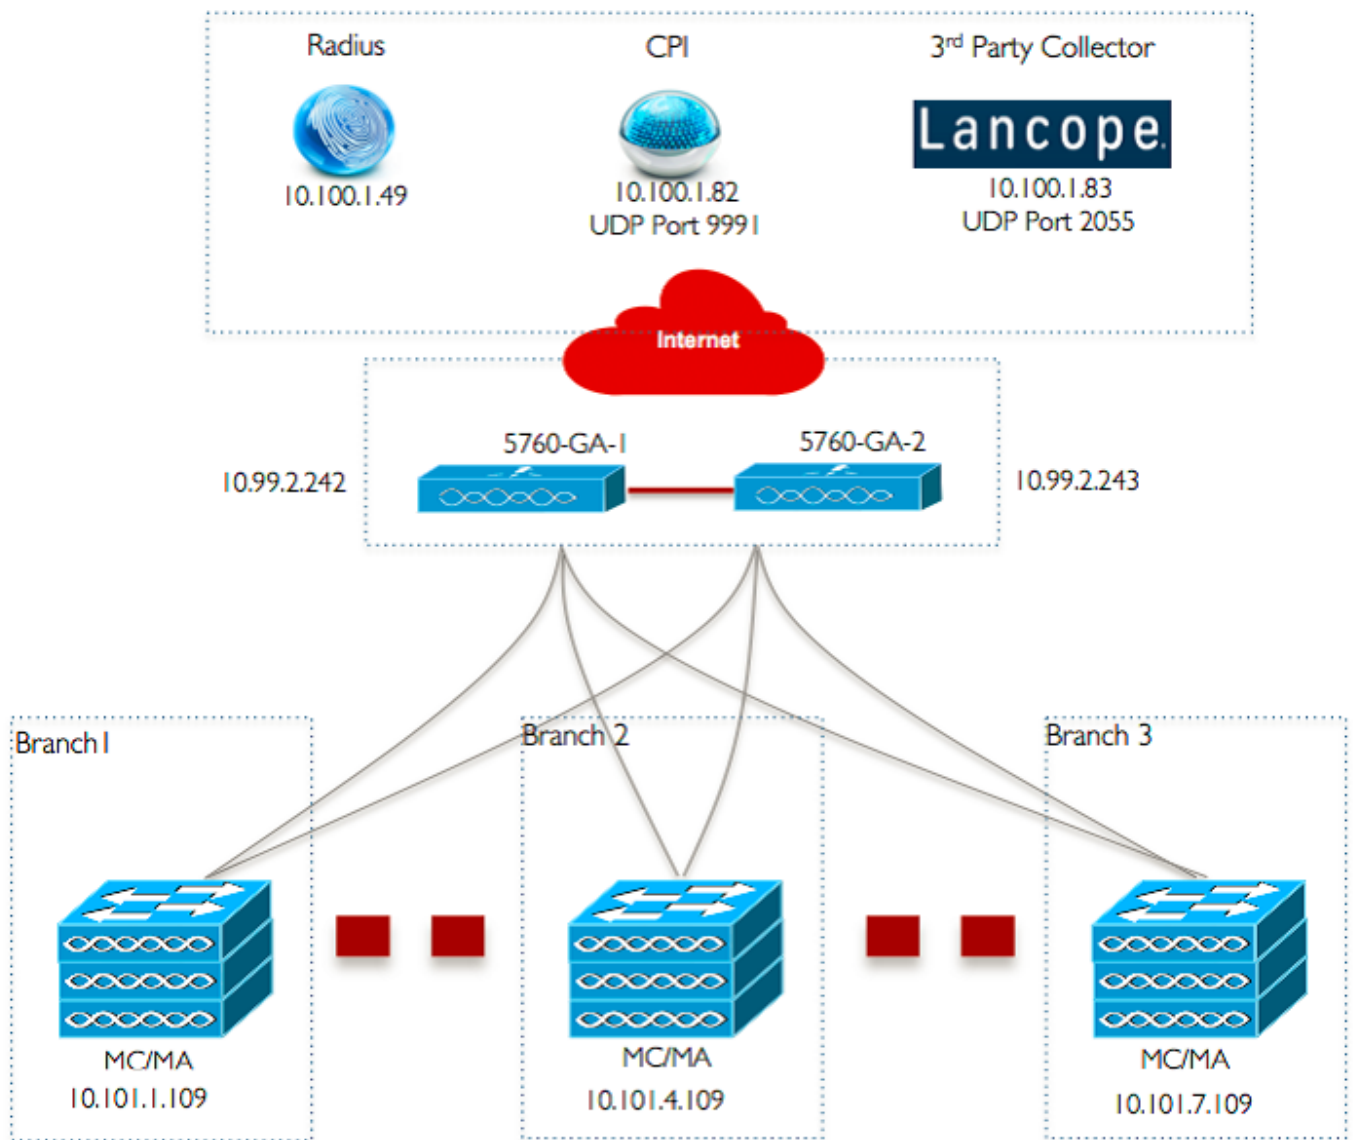 Radius
CPI
3rd Party Collector
Lancope.
10.100.1.49
10.100.1.82
UDP Port 9991
10.100.1.83
UDP Port 2055
Internet
5760-GA-1
5760-GA-2
10.99.2.242
10.99.2.243
Branch1
Branch 2
Branch 3
MC/MA
10.101.1.109
MC/MA
10.101.4.109
MC/MA
10.101.7.109